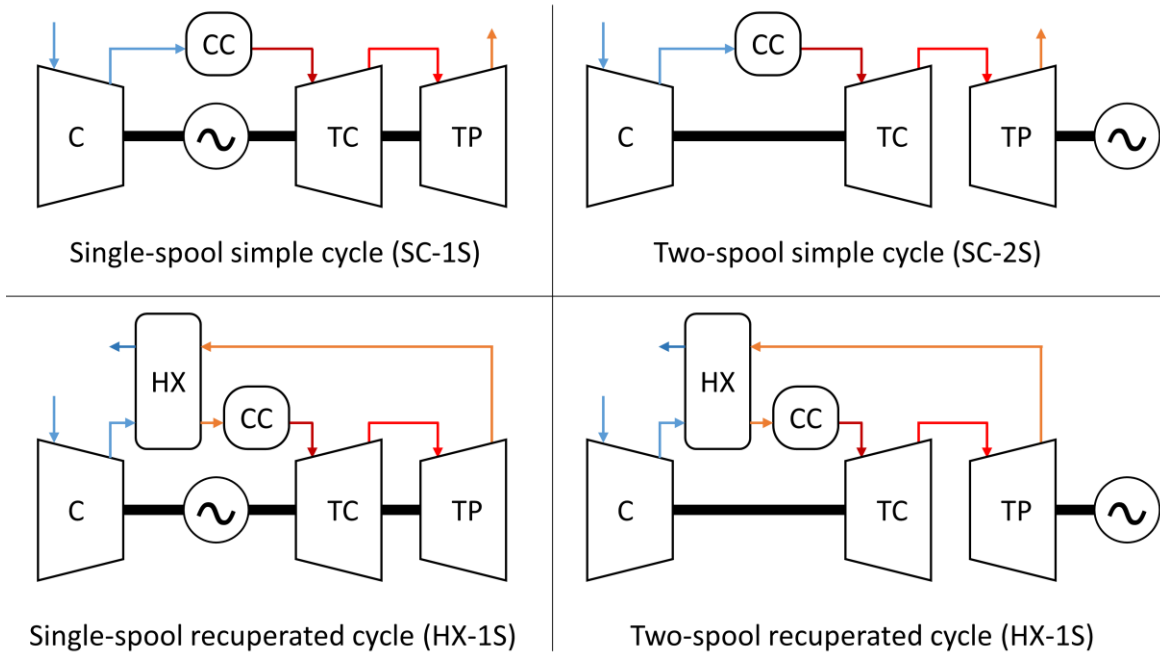 CC
C
TC
TP
Single-spool simple cycle (SC-1S)
CC
C
TC
TP
Two-spool simple cycle (SC-2S)
HX
CC
C
TC
TP
Single-spool recuperated cycle (HX-1S)
HX
CC
C
TC
TP
Two-spool recuperated cycle (HX-1S)